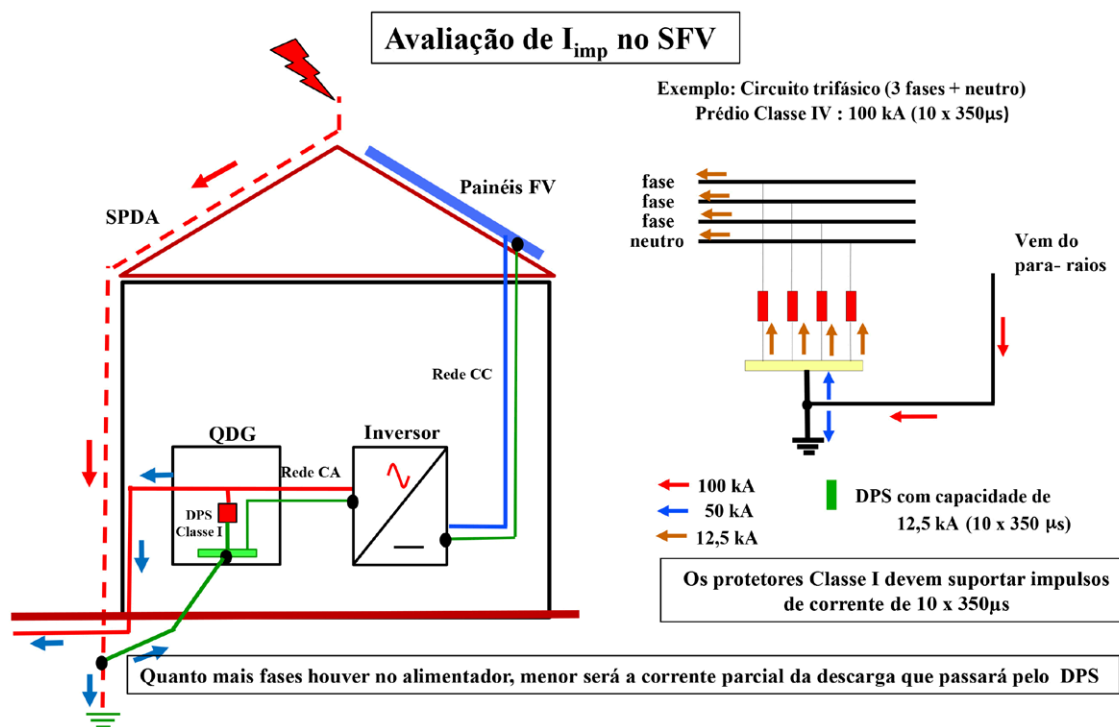 Avaliação de Iimp no SFV
Exemplo: Circuito trifásico (3 fases + neutro)
Prédio Classe IV : 100 kA (10 x 350µs)
SPDA
Painéis FV
fase
fase
fase
neutro
Vem do
para- raios
Rede CC
QDG
Inversor
Rede CA
DPS
Classe I
100 kA
50 kA
12,5 kA
DPS com capacidade de
12,5 kA (10 x 350 µs)
Os protetores Classe I devem suportar impulsos
de corrente de 10 x 350µs
Quanto mais fases houver no alimentador, menor será a corrente parcial da descarga que passará pelo DPS